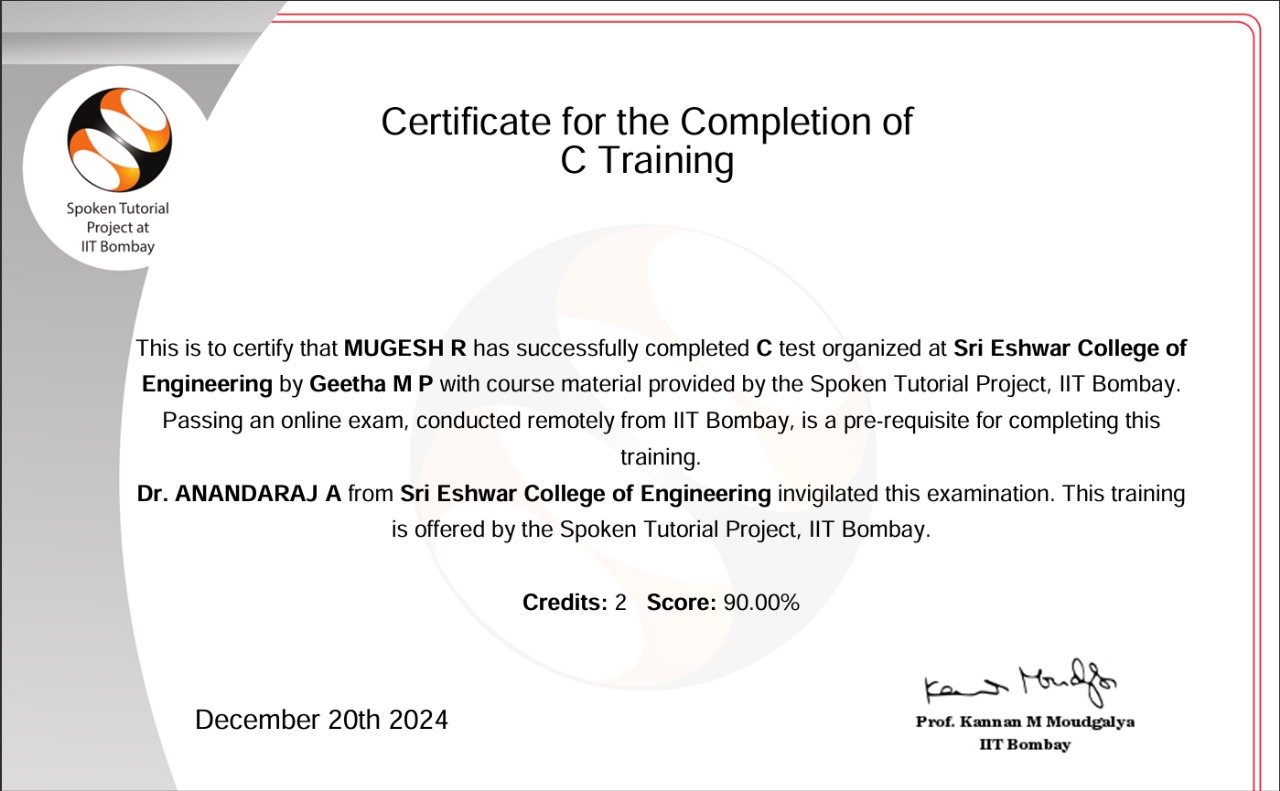 Certificate for the Completion of
C Training
Spoken Tutorial
Project at
IIT Bombay
This is to certify that MUGESH R has successfully completed C test organized at Sri Eshwar College of
Engineering by Geetha M P with course material provided by the Spoken Tutorial Project, IIT Bombay.
Passing an online exam, conducted remotely from IIT Bombay, is a pre-requisite for completing this
training.
Dr. ANANDARAJ A from Sri Eshwar College of Engineering invigilated this examination. This training
is offered by the Spoken Tutorial Project, IIT Bombay.
Credits: 2 Score: 90.00%
December 20th 2024
Kannan Moudgalya
Prof. Kannan M Moudgalya
IIT Bombay